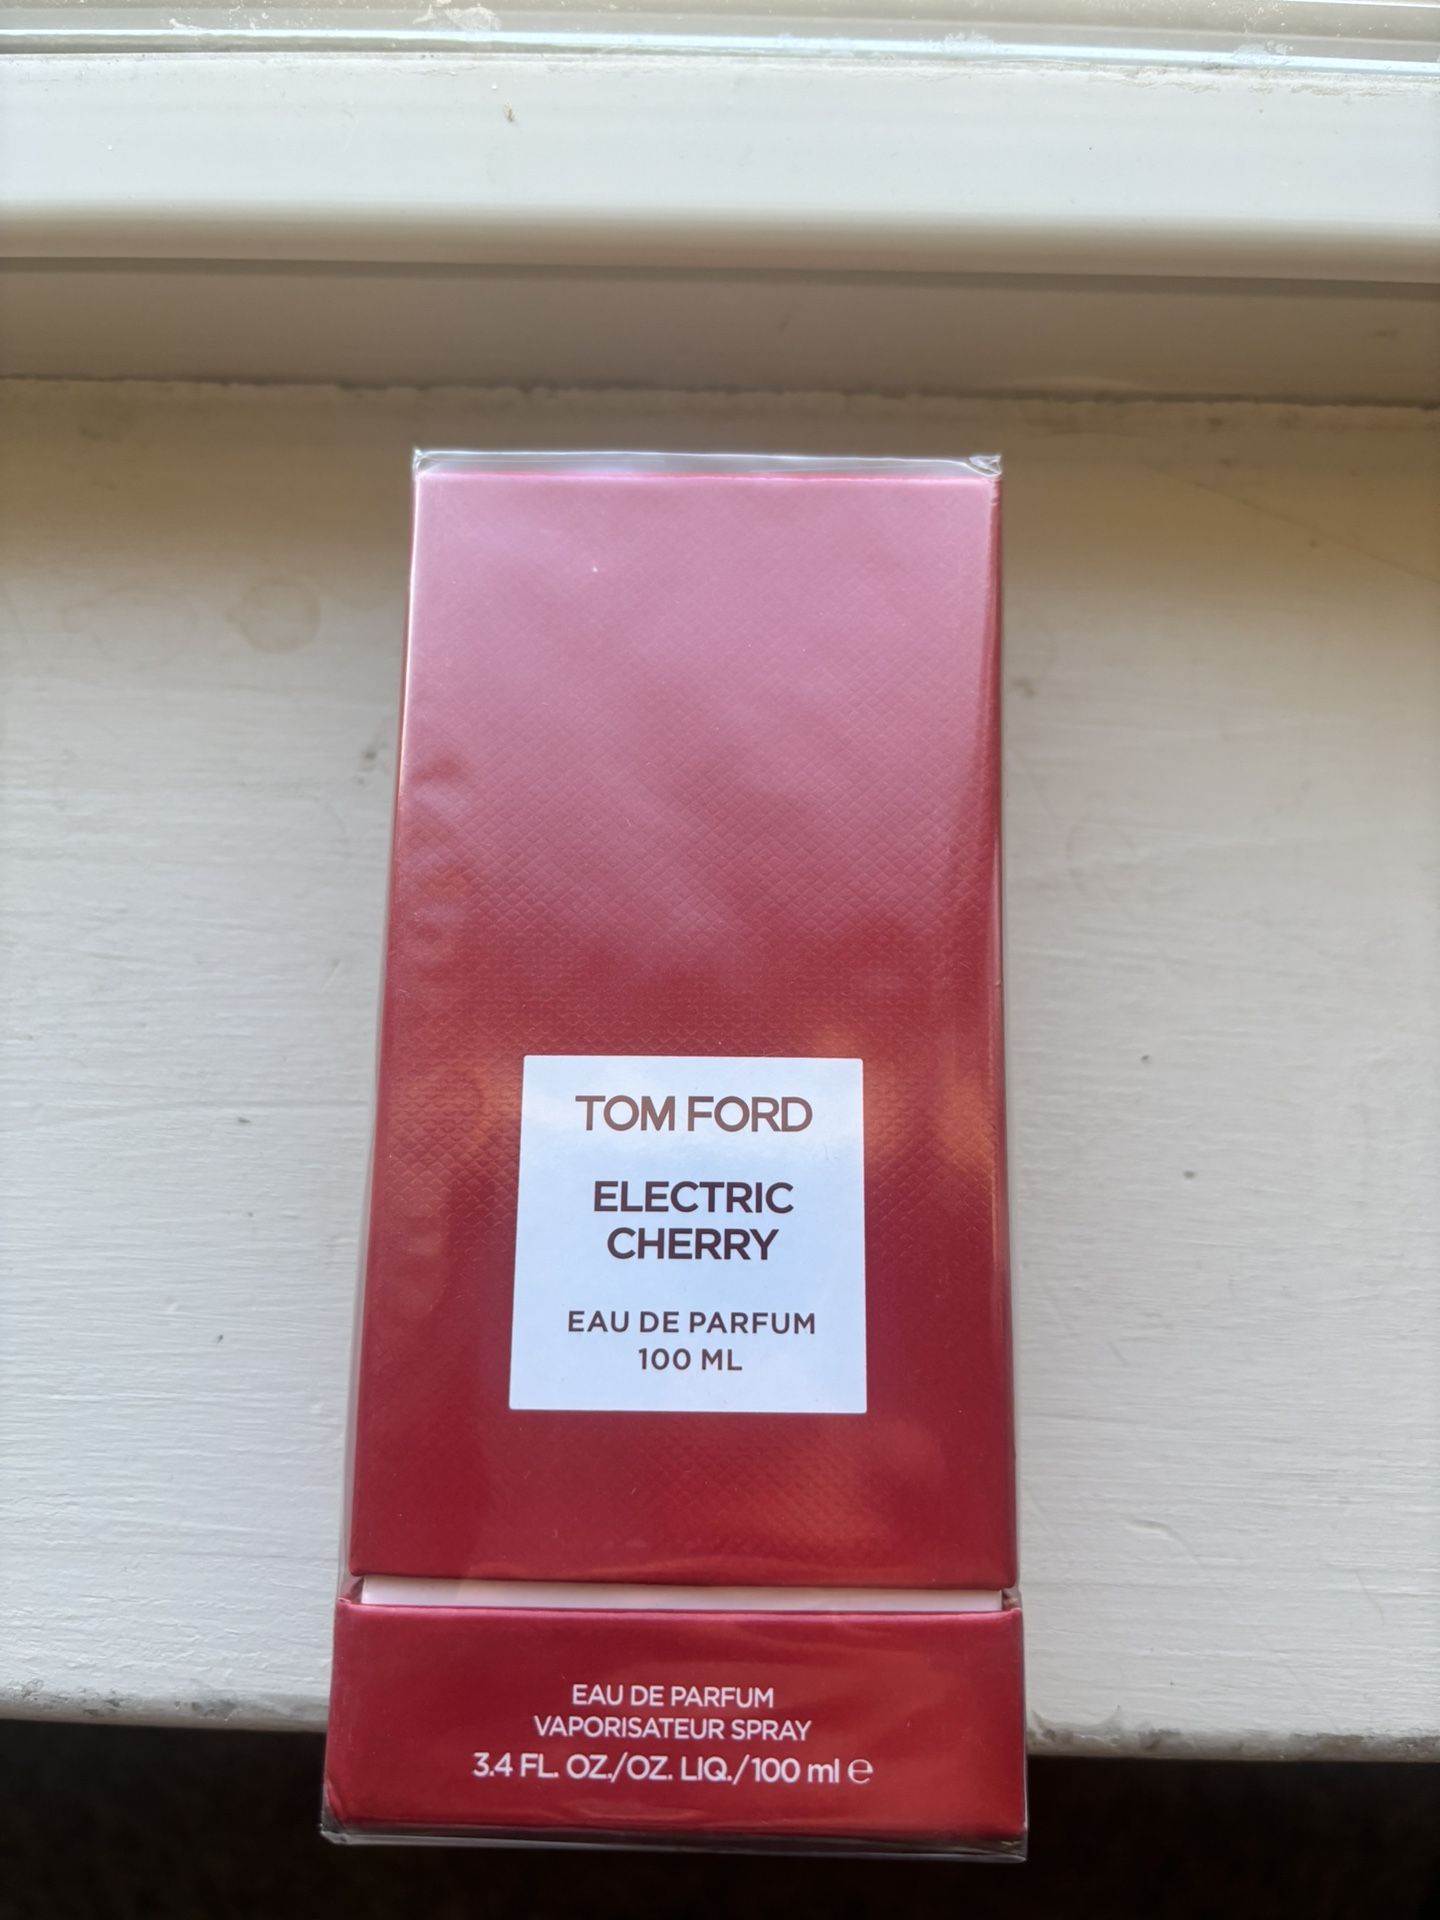 TOM FORD
ELECTRIC
CHERRY
EAU DE PARFUM
100 ML
EAU DE PARFUM
VAPORISATEUR SPRAY
3.4 FL. OZ./OZ. LIQ./100 ml ℮